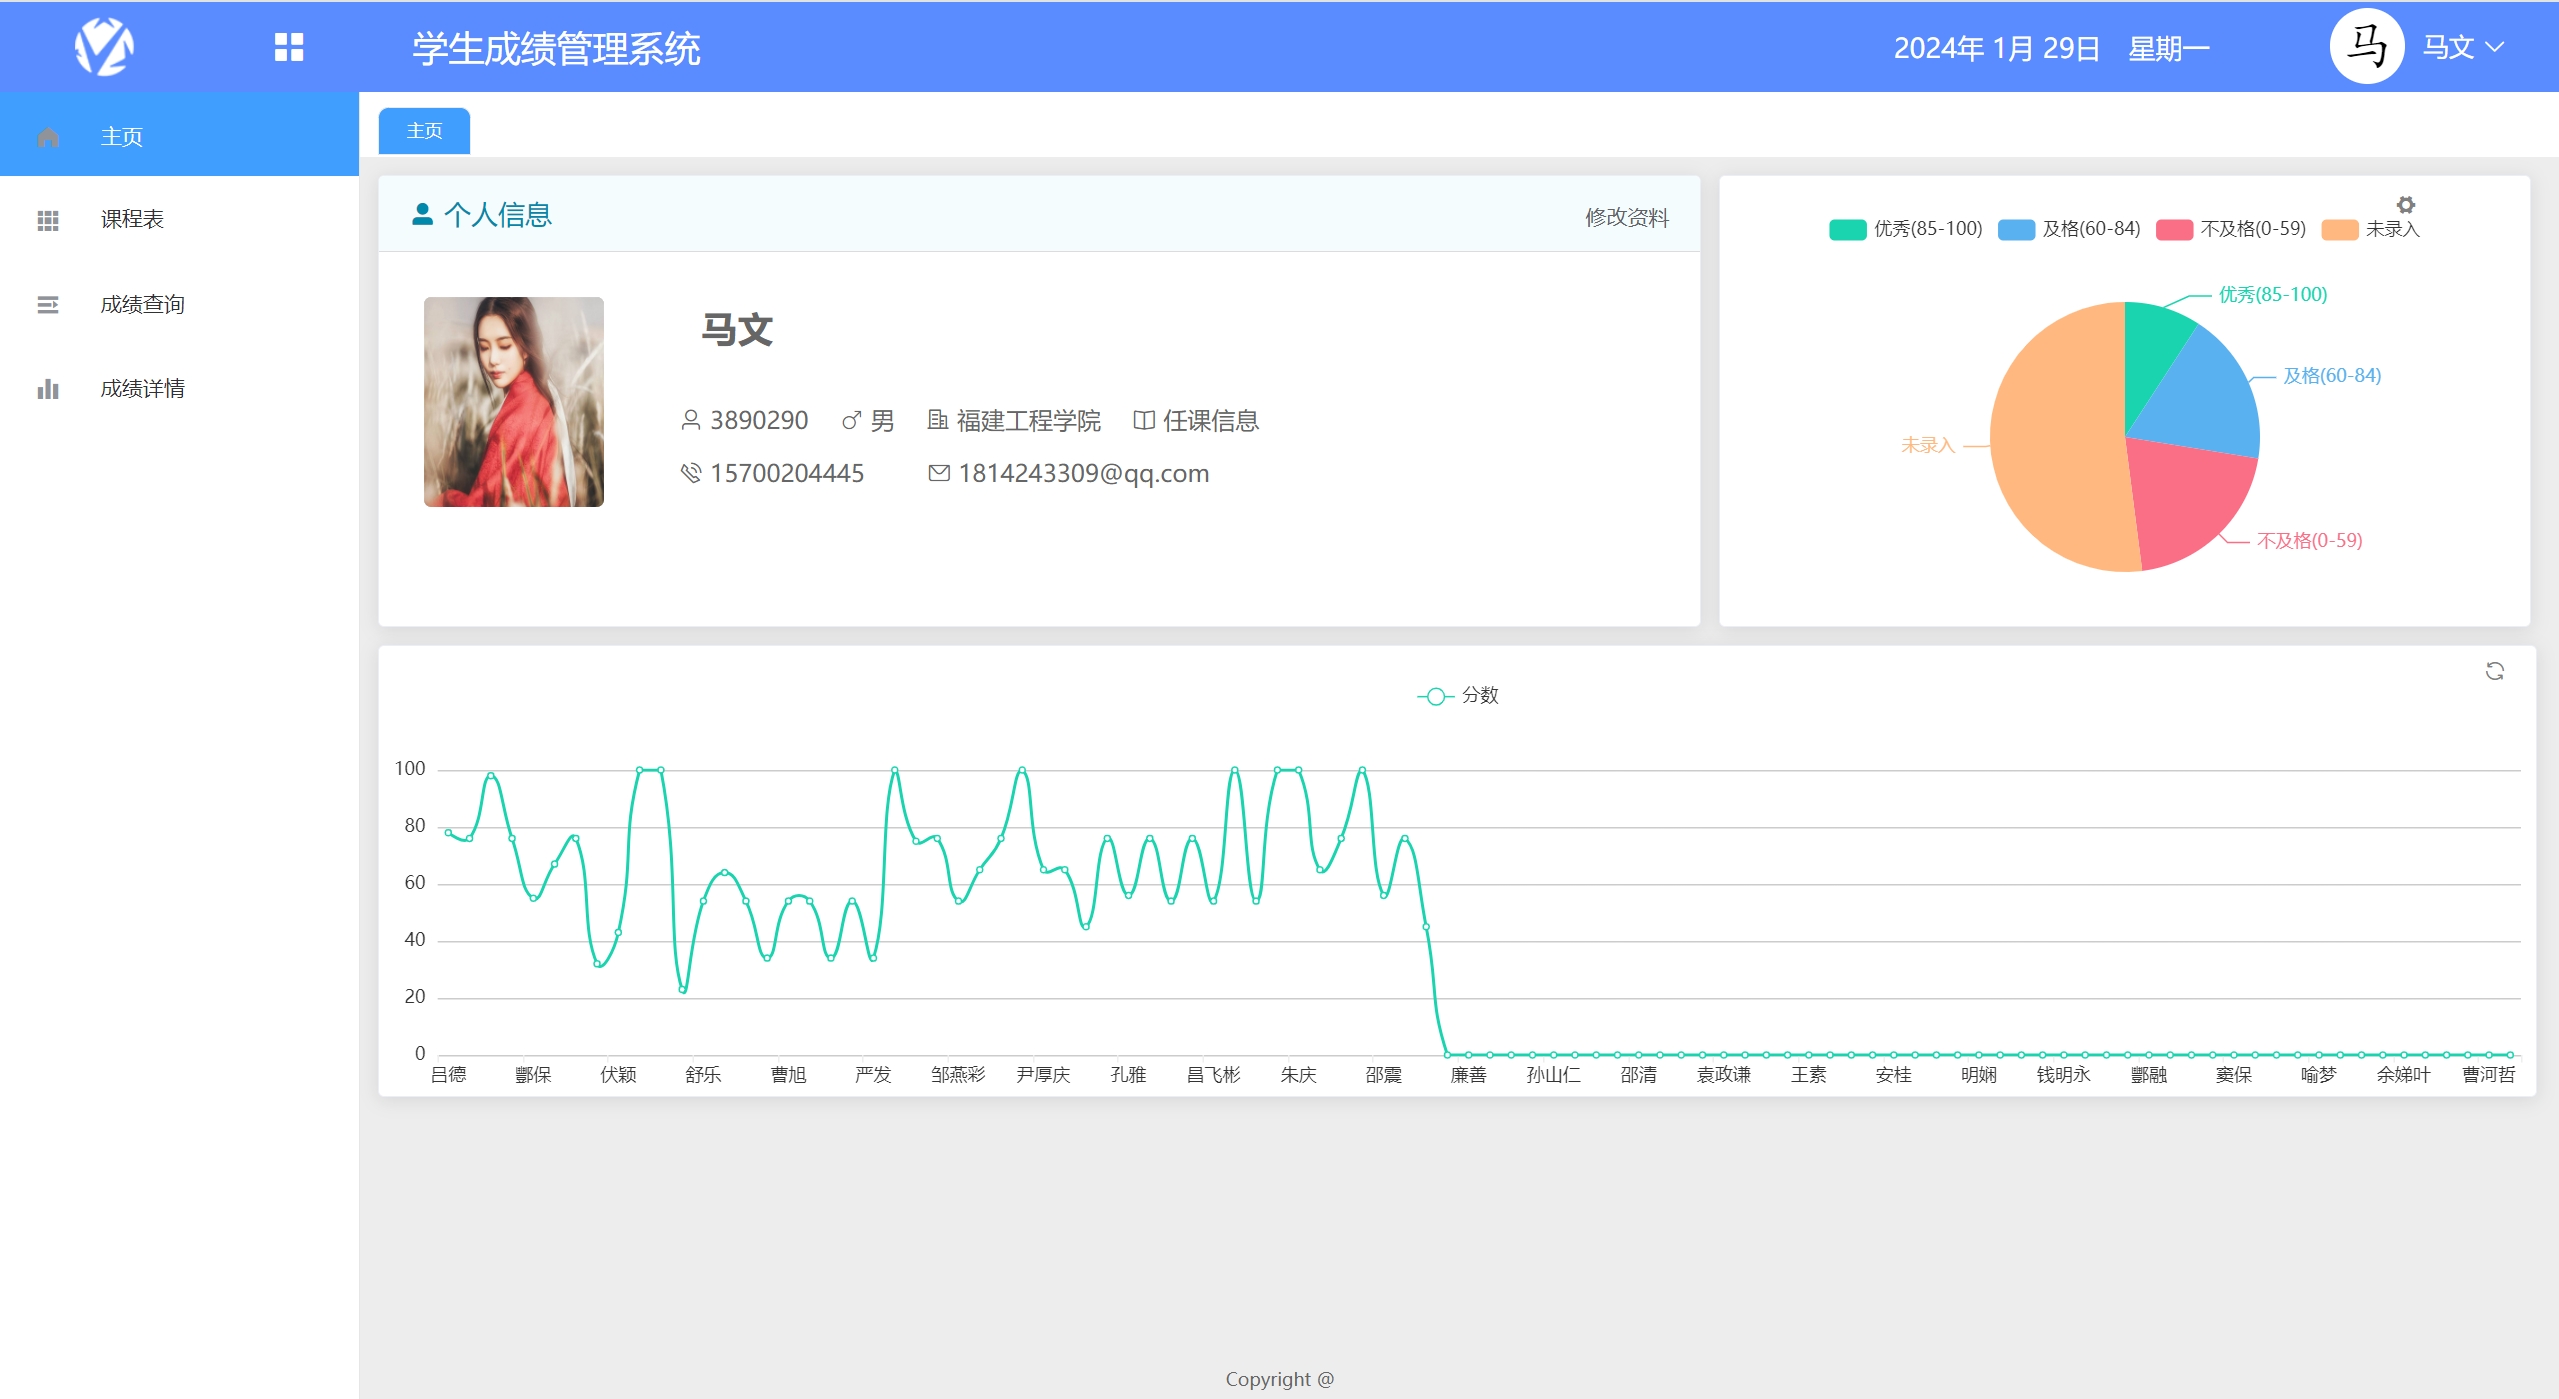 学生成绩管理系统
2024年 1月 29日 星期一
马
马文
主页
课程表
成绩查询
成绩详情
主页
个人信息
修改资料
马文
3890290 男 福建工程学院 任课信息
15700204445 1814243309@qq.com
优秀(85-100) 及格(60-84) 不及格(0-59) 未录入
优秀(85-100)
及格(60-84)
未录入
不及格(0-59)
分数
100
80
60
40
20
0
吕德 酆保 伏颖 舒乐 曹旭 严发 邹燕彩 尹厚庆 孔雅 昌飞彬 朱庆 邵震 廉善 孙山仁 邵清 袁政谦 王素 安桂 明娴 钱明永 酆融 窦保 喻梦 余娣叶 曹河哲
Copyright @